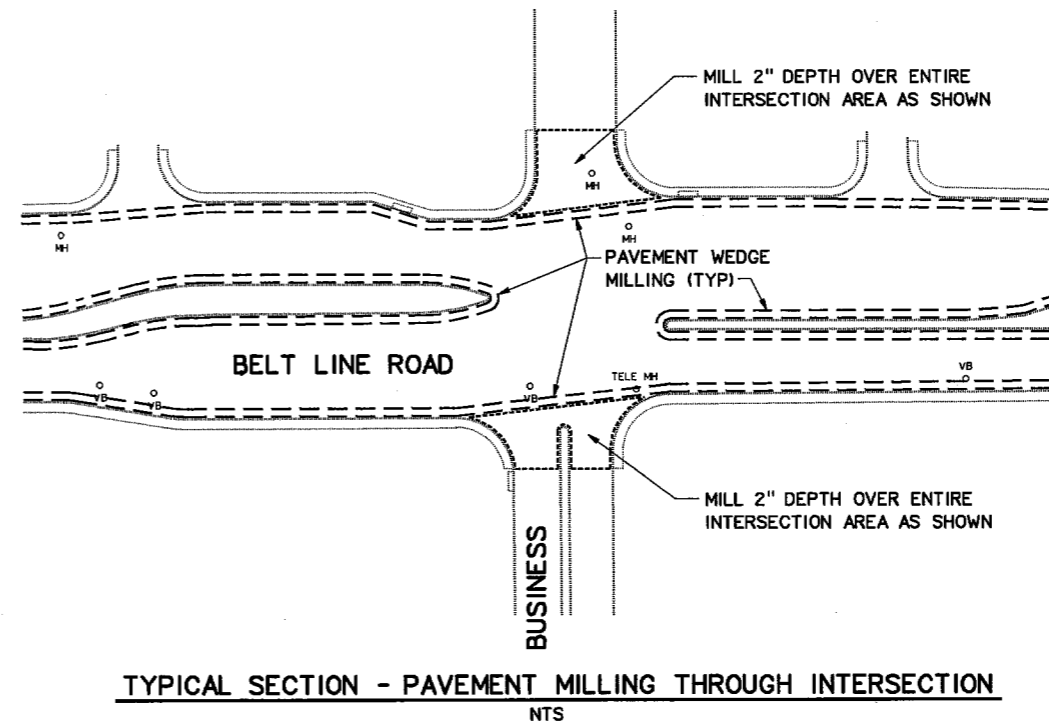 MILL 2" DEPTH OVER ENTIRE
INTERSECTION AREA AS SHOWN
MH
MH
MH
PAVEMENT WEDGE
MILLING (TYP)
BELT LINE ROAD
TELE MH
VB
VB
VB
VB
MILL 2" DEPTH OVER ENTIRE
INTERSECTION AREA AS SHOWN
BUSINESS
TYPICAL SECTION - PAVEMENT MILLING THROUGH INTERSECTION
NTS